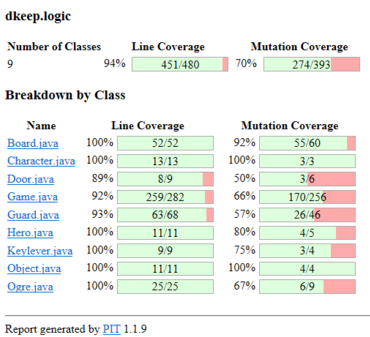 dkeep.logic
Number of Classes Line Coverage Mutation Coverage
9 94% 451/480 70% 274/393
Breakdown by Class
Name Line Coverage Mutation Coverage
Board.java 100% 52/52 92% 55/60
Character.java 100% 13/13 100% 3/3
Door.java 89% 8/9 50% 3/6
Game.java 92% 259/282 66% 170/256
Guard.java 93% 63/68 57% 26/46
Hero.java 100% 11/11 80% 4/5
Keylever.java 100% 9/9 75% 3/4
Object.java 100% 11/11 100% 4/4
Ogre.java 100% 25/25 67% 6/9
Report generated by PIT 1.1.9